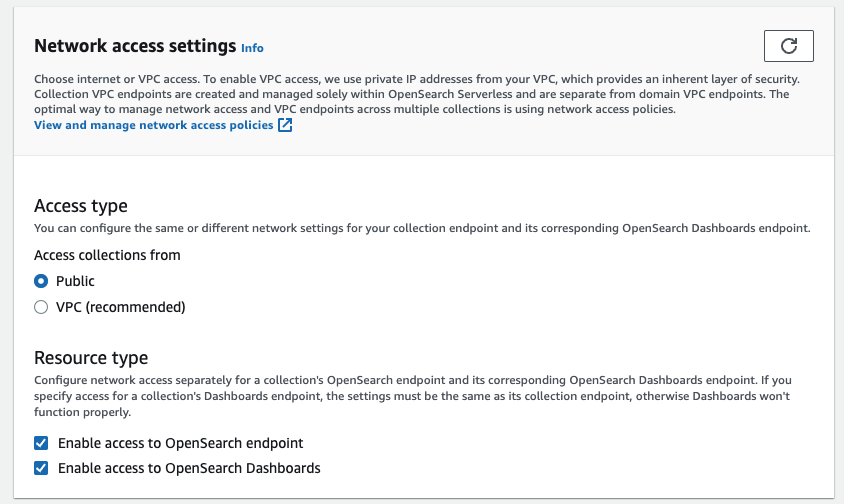 Network access settings Info
Choose internet or VPC access. To enable VPC access, we use private IP addresses from your VPC, which provides an inherent layer of security.
Collection VPC endpoints are created and managed solely within OpenSearch Serverless and are separate from domain VPC endpoints. The
optimal way to manage network access and VPC endpoints across multiple collections is using network access policies.
View and manage network access policies
Access type
You can configure the same or different network settings for your collection endpoint and its corresponding OpenSearch Dashboards endpoint.
Access collections from
Public
VPC (recommended)
Resource type
Configure network access separately for a collection's OpenSearch endpoint and its corresponding OpenSearch Dashboards endpoint. If you
specify access for a collection's Dashboards endpoint, the settings must be the same as its collection endpoint, otherwise Dashboards won't
function properly.
Enable access to OpenSearch endpoint
Enable access to OpenSearch Dashboards